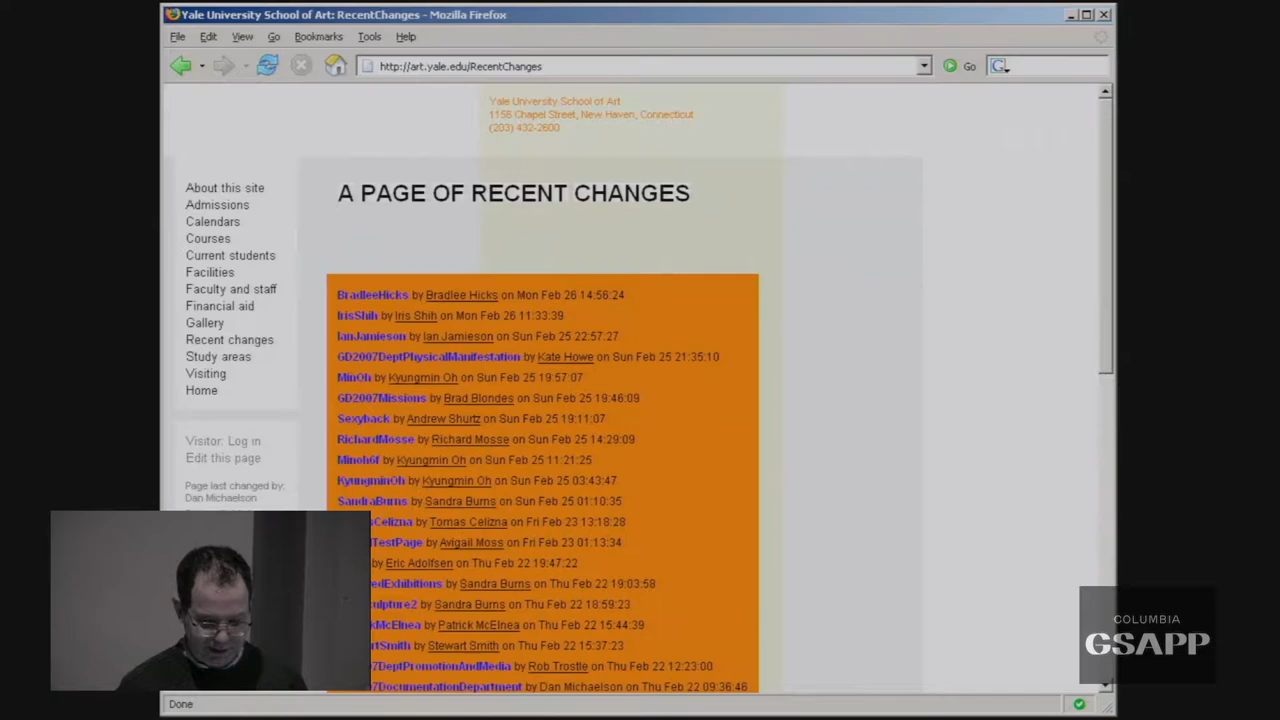 Yale University School of Art: RecentChanges - Mozilla Firefox
File Edit View Go Bookmarks Tools Help
http://art.yale.edu/RecentChanges Go
Yale University School of Art
1156 Chapel Street, New Haven, Connecticut
(203) 432-2600
A PAGE OF RECENT CHANGES
About this site
Admissions
Calendars
Courses
Current students
Facilities
Faculty and staff
Financial aid
Gallery
Recent changes
Study areas
Visiting
Home
Visitor: Log in
Edit this page
Page last changed by:
Dan Michaelson
BradleeHicks by Bradlee Hicks on Mon Feb 26 14:56:24
IrisShih by Iris Shih on Mon Feb 26 11:33:39
IanJamieson by Ian Jamieson on Sun Feb 25 22:57:27
GD2007DeptPhysicalManifestation by Kate Howe on Sun Feb 25 21:35:10
MinOh by Kyungmin Oh on Sun Feb 25 19:57:07
GD2007Missions by Brad Blondes on Sun Feb 25 19:46:09
Sexyback by Andrew Shurtz on Sun Feb 25 19:11:07
RichardMosse by Richard Mosse on Sun Feb 25 14:29:09
Minoh6f by Kyungmin Oh on Sun Feb 25 11:21:25
KyungminOh by Kyungmin Oh on Sun Feb 25 03:43:47
SandraBurns by Sandra Burns on Sun Feb 25 01:10:35
Celizna by Tomas Celizna on Fri Feb 23 13:18:28
TestPage by Avigail Moss on Fri Feb 23 01:13:34
by Eric Adolfsen on Thu Feb 22 19:47:22
edExhibitions by Sandra Burns on Thu Feb 22 19:03:58
ulpture2 by Sandra Burns on Thu Feb 22 18:59:23
kMcElnea by Patrick McElnea on Thu Feb 22 15:44:39
rtSmith by Stewart Smith on Thu Feb 22 15:37:23
07DeptPromotionAndMedia by Rob Trostle on Thu Feb 22 12:23:00
07DocumentationDepartment by Dan Michaelson on Thu Feb 22 09:36:46
COLUMBIA
GSAPP
Done